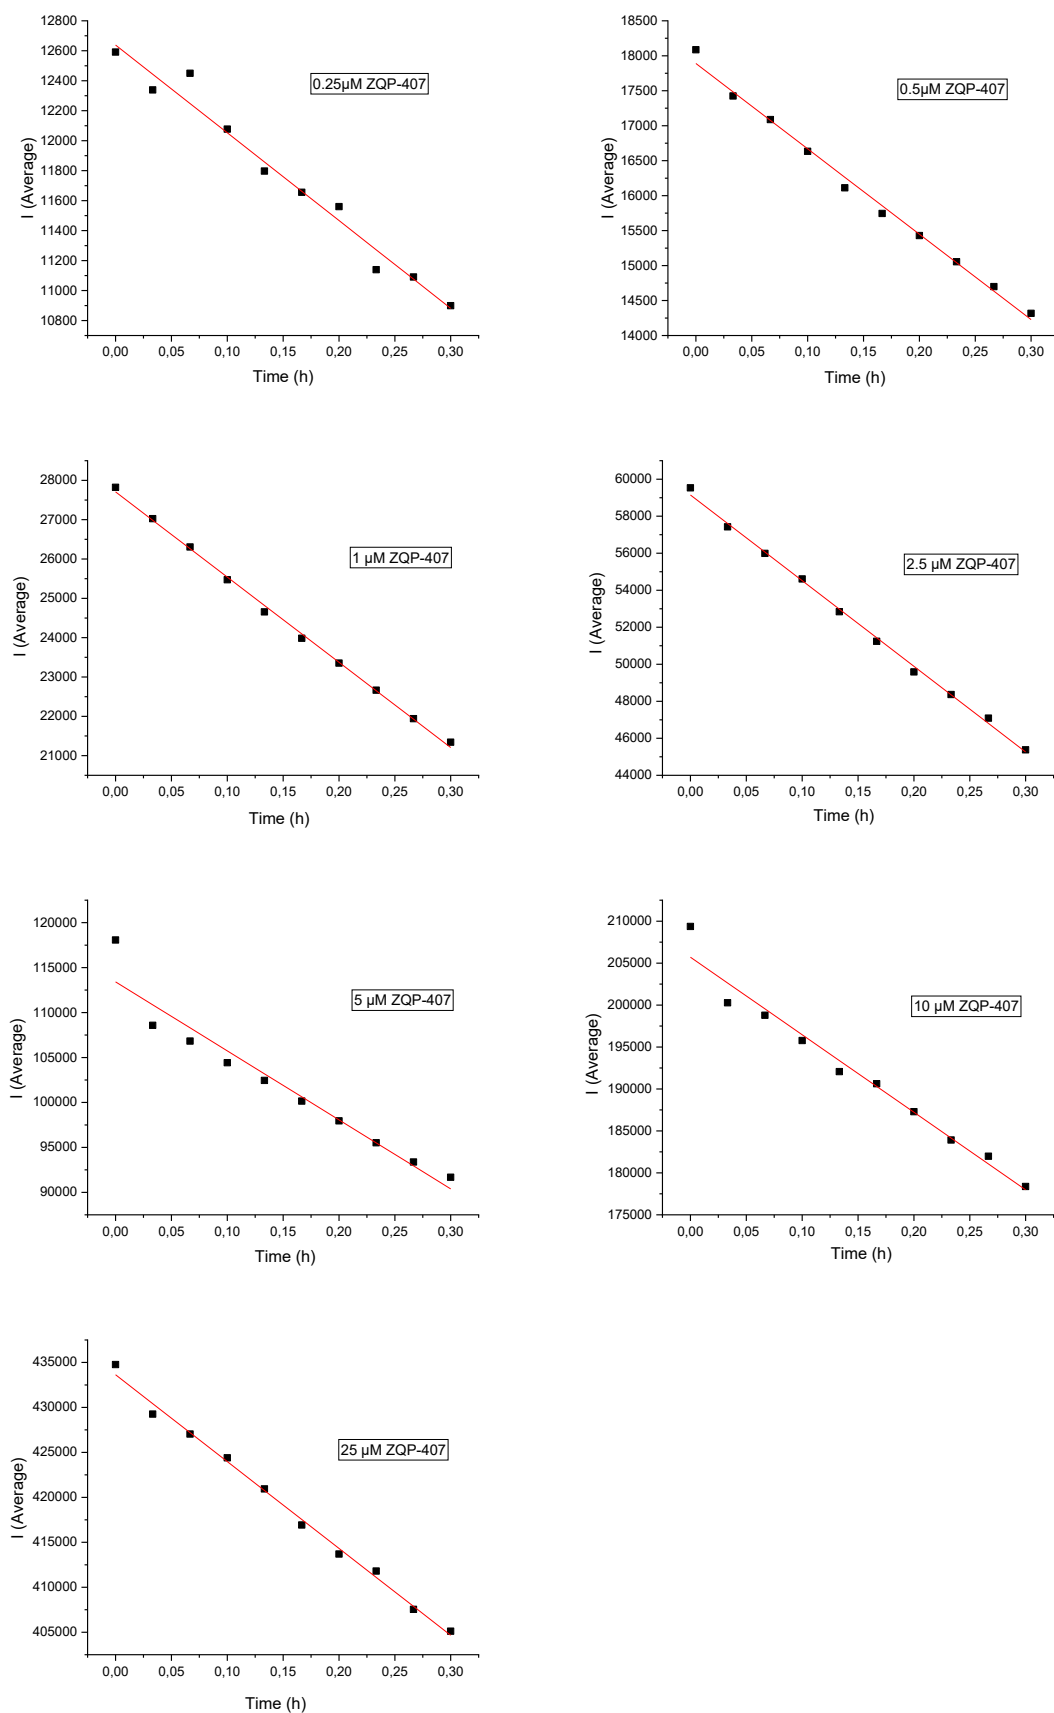 12800
12600
12400
12200
12000
11800
11600
11400
11200
11000
10800
I (Average)
0.25µM ZQP-407
0,00 0,05 0,10 0,15 0,20 0,25 0,30
Time (h)
18500
18000
17500
17000
16500
16000
15500
15000
14500
14000
I (Average)
0.5µM ZQP-407
0,00 0,05 0,10 0,15 0,20 0,25 0,30
Time (h)
28000
27000
26000
25000
24000
23000
22000
21000
I (Average)
1 µM ZQP-407
0,00 0,05 0,10 0,15 0,20 0,25 0,30
Time (h)
60000
58000
56000
54000
52000
50000
48000
46000
44000
I (Average)
2.5 µM ZQP-407
0,00 0,05 0,10 0,15 0,20 0,25 0,30
Time (h)
120000
115000
110000
105000
100000
95000
90000
I (Average)
5 µM ZQP-407
0,00 0,05 0,10 0,15 0,20 0,25 0,30
Time (h)
210000
205000
200000
195000
190000
185000
180000
175000
I (Average)
10 µM ZQP-407
0,00 0,05 0,10 0,15 0,20 0,25 0,30
Time (h)
435000
430000
425000
420000
415000
410000
405000
I (Average)
25 µM ZQP-407
0,00 0,05 0,10 0,15 0,20 0,25 0,30
Time (h)